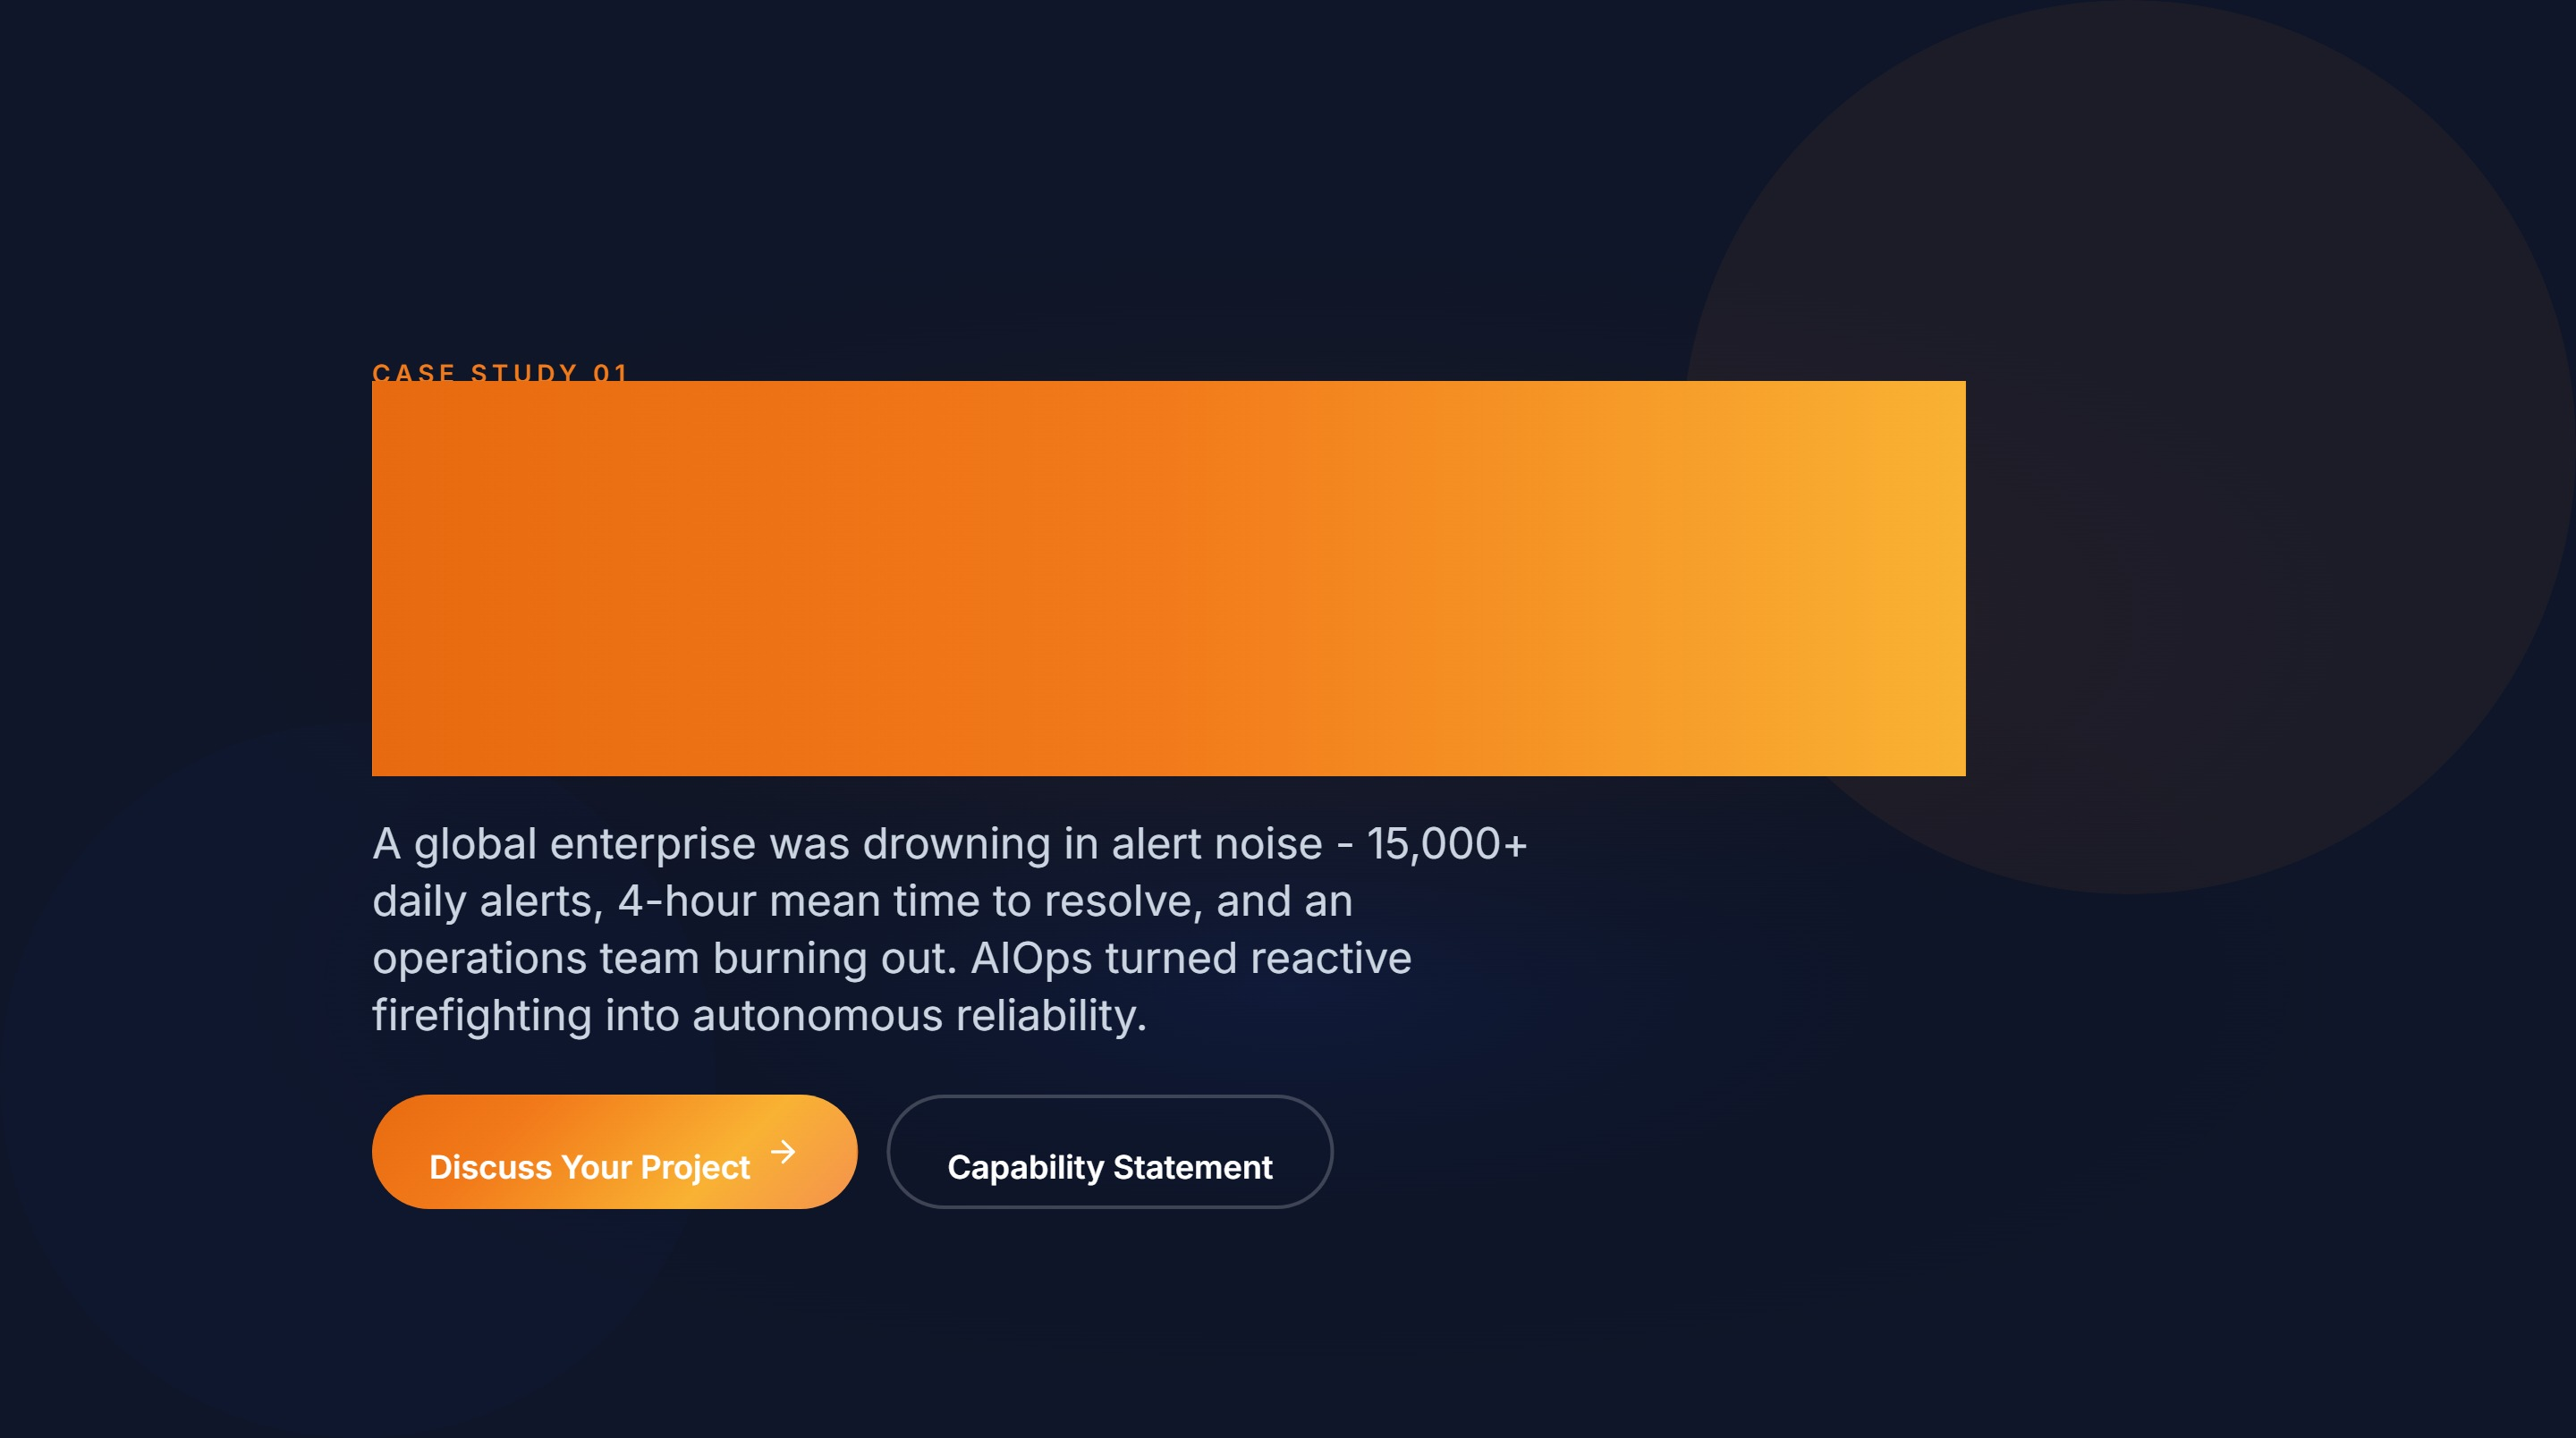 CASE STUDY 01
A global enterprise was drowning in alert noise - 15,000+
daily alerts, 4-hour mean time to resolve, and an
operations team burning out. AIOps turned reactive
firefighting into autonomous reliability.
Discuss Your Project
Capability Statement